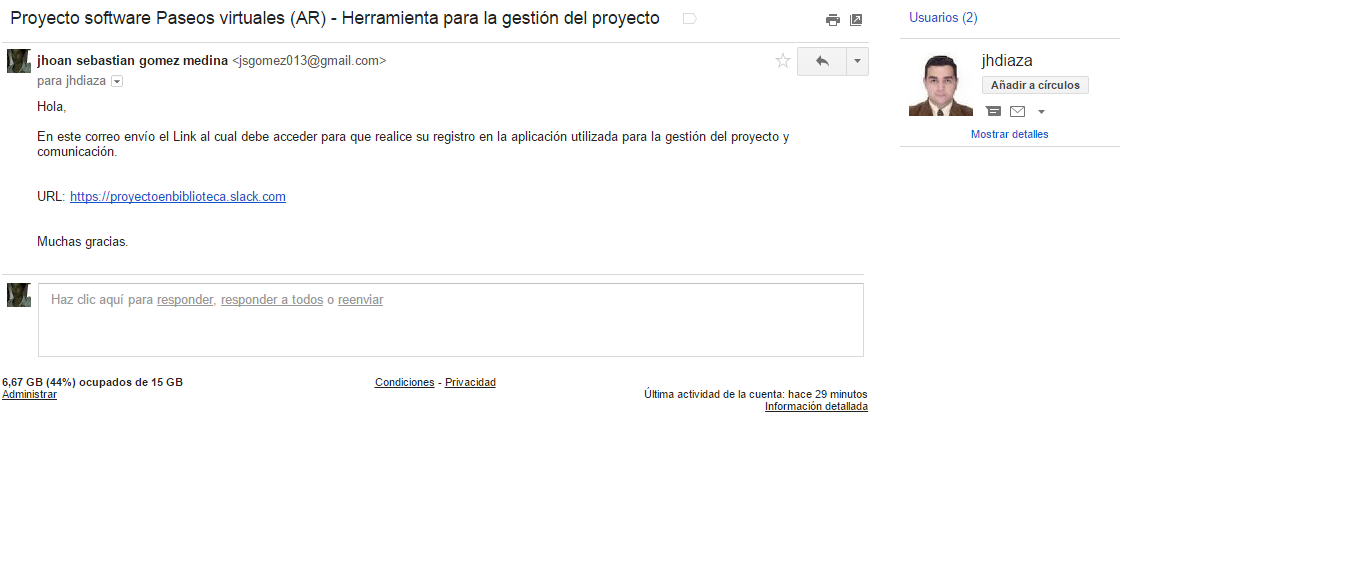 Proyecto software Paseos virtuales (AR) - Herramienta para la gestión del proyecto
jhoan sebastian gomez medina <jsgomez013@gmail.com>
para jhdiaza
Hola,
En este correo envío el Link al cual debe acceder para que realice su registro en la aplicación utilizada para la gestión del proyecto y
comunicación.
URL: https://proyectoenbiblioteca.slack.com
Muchas gracias.
Haz clic aquí para responder, responder a todos o reenviar
6,67 GB (44%) ocupados de 15 GB
Administrar
Condiciones - Privacidad
Última actividad de la cuenta: hace 29 minutos
Información detallada
Usuarios (2)
jhdiaza
Añadir a círculos
Mostrar detalles